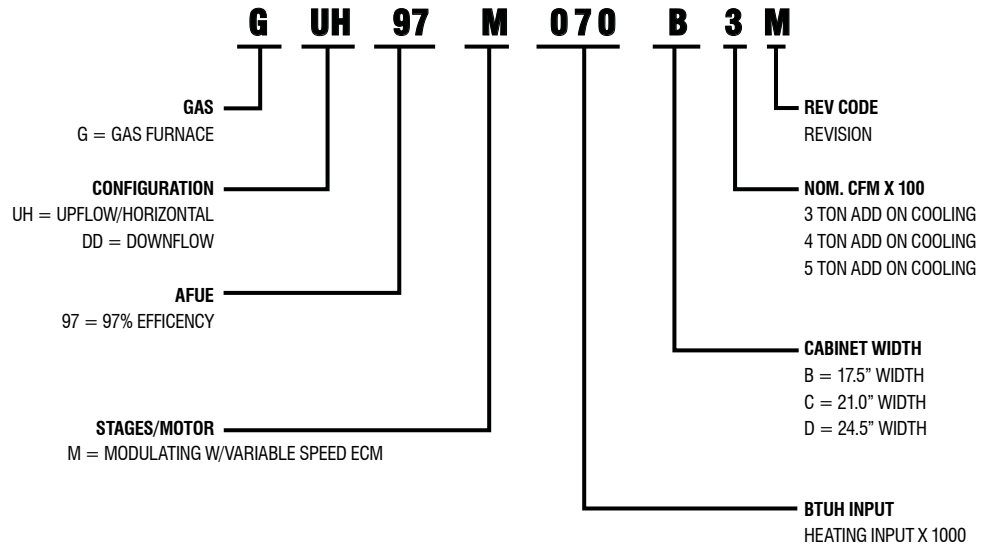 G UH 97 M 070 B 3 M
GAS
G = GAS FURNACE
CONFIGURATION
UH = UPFLOW/HORIZONTAL
DD = DOWNFLOW
AFUE
97 = 97% EFFICENCY
STAGES/MOTOR
M = MODULATING W/VARIABLE SPEED ECM
REV CODE
REVISION
NOM. CFM X 100
3 TON ADD ON COOLING
4 TON ADD ON COOLING
5 TON ADD ON COOLING
CABINET WIDTH
B = 17.5” WIDTH
C = 21.0” WIDTH
D = 24.5” WIDTH
BTUH INPUT
HEATING INPUT X 1000